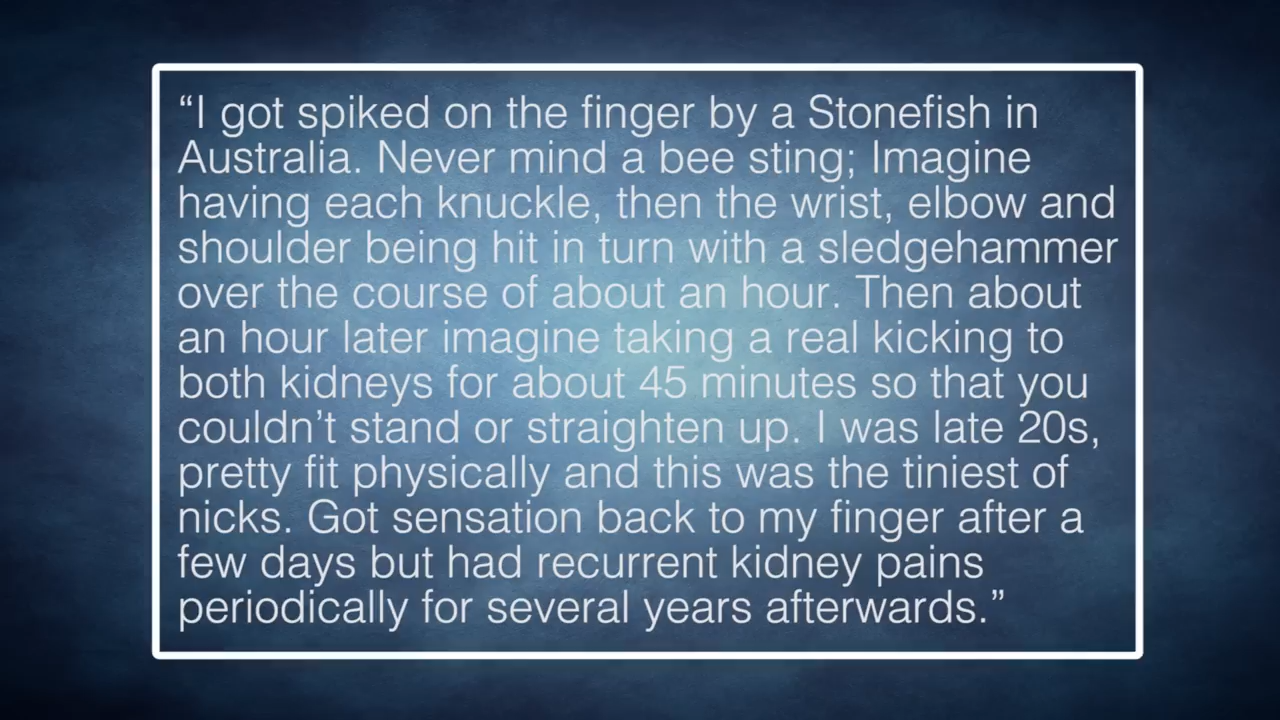 “I got spiked on the finger by a Stonefish in
Australia. Never mind a bee sting; Imagine
having each knuckle, then the wrist, elbow and
shoulder being hit in turn with a sledgehammer
over the course of about an hour. Then about
an hour later imagine taking a real kicking to
both kidneys for about 45 minutes so that you
couldn’t stand or straighten up. I was late 20s,
pretty fit physically and this was the tiniest of
nicks. Got sensation back to my finger after a
few days but had recurrent kidney pains
periodically for several years afterwards.”